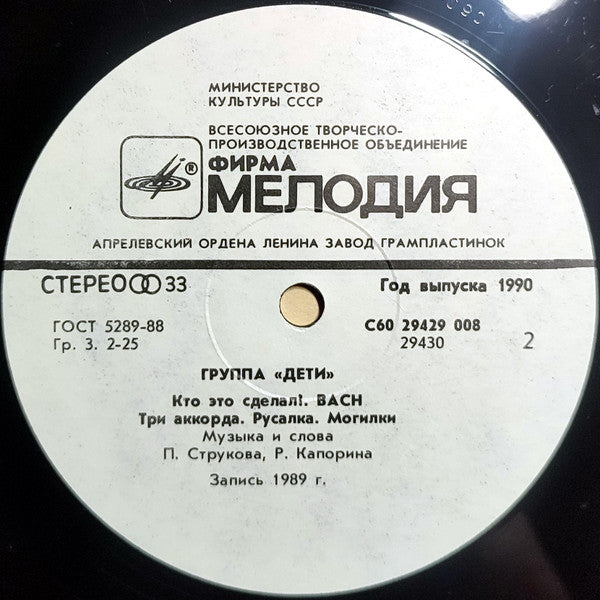 МИНИСТЕРСТВО
КУЛЬТУРЫ СССР
ВСЕСОЮЗНОЕ ТВОРЧЕСКО-
ПРОИЗВОДСТВЕННОЕ ОБЪЕДИНЕНИЕ
® ФИРМА
МЕЛОДИЯ
АПРЕЛЕВСКИЙ ОРДЕНА ЛЕНИНА ЗАВОД ГРАМПЛАСТИНОК
СТЕРЕО 33 Год выпуска 1990
ГОСТ 5289-88 С60 29429 008
Гр. 3. 2-25 29430 2
ГРУППА «ДЕТИ»
Кто это сделал!. ВАСН
Три аккорда. Русалка. Могилки
Музыка и слова
П. Струкова, Р. Капорина
Запись 1989 г.